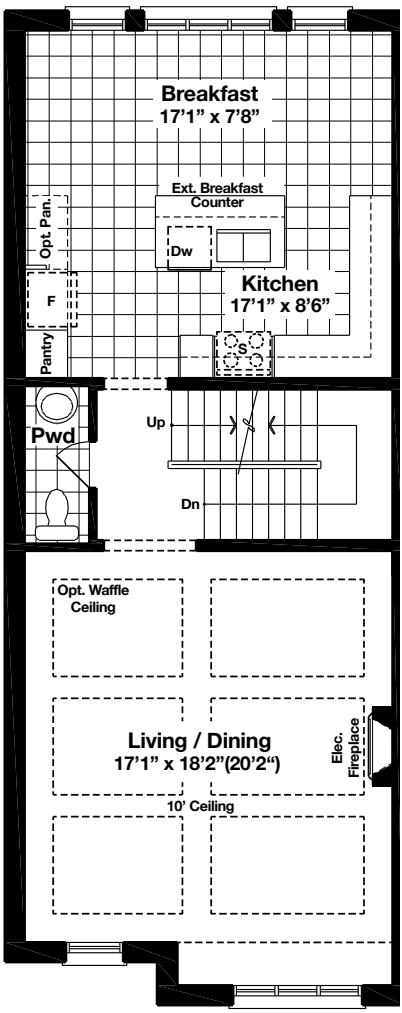 Breakfast
17'1" x 7'8"
Ext. Breakfast
Counter
Opt. Pan.
Dw
F
Kitchen
17'1" x 8'6"
S
Pantry
Pwd
Up
Dn
Opt. Waffle
Ceiling
Living / Dining
17'1" x 18'2"(20'2")
Elec.
Fireplace
10' Ceiling